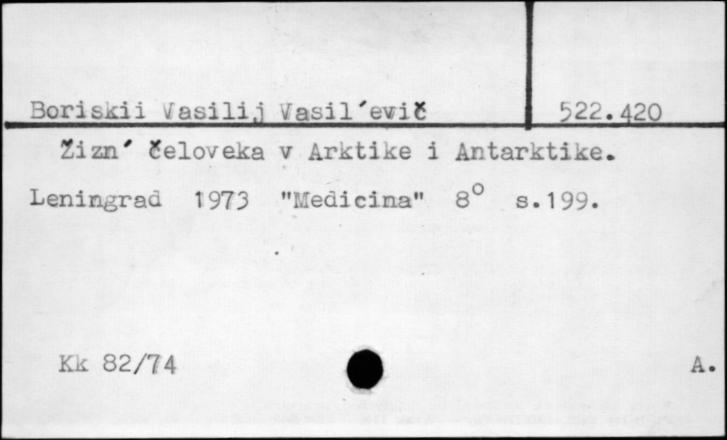 Boriskii Vasilij Vasil´evič 522.420
Žizn´ čeloveka v Arktike i Antarktike.
Leningrad 1973 "Medicina" 8° s.199.
Kk 82/74 A.